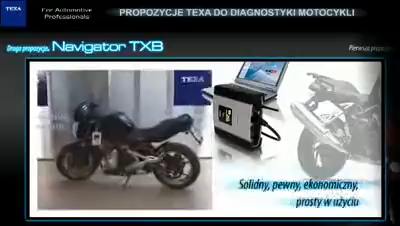 TEXA
For Automotive
Professionals
PROPOZYCJE TEXA DO DIAGNOSTYKI MOTOCYKLI
Druga propozycja.
Navigator TXB
Pierwsza
TEXA
Solidny, pewny, ekonomiczny,
prosty w użyciu